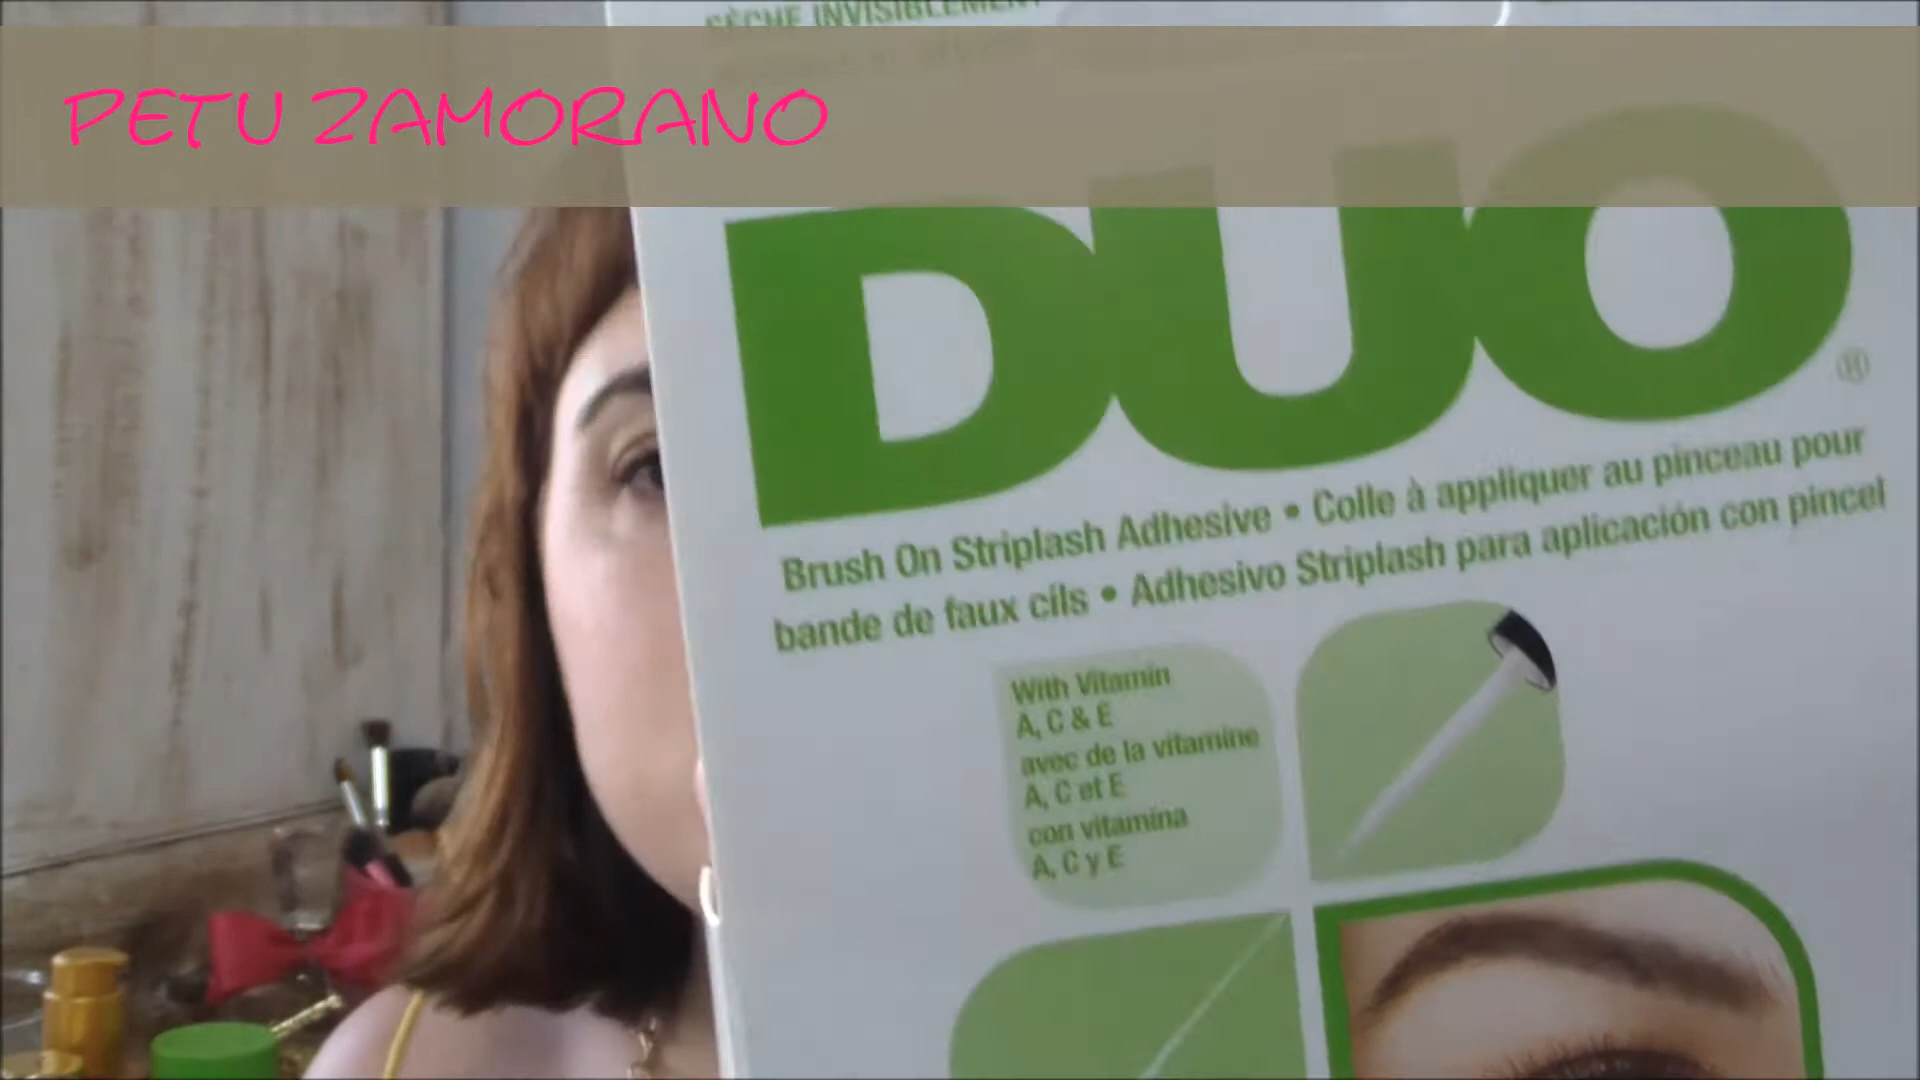 SÈCHE INVISIBLEMENT
PETU ZAMORANO
DUO
®
Brush On Striplash Adhesive • Colle à appliquer au pinceau pour
bande de faux cils • Adhesivo Striplash para aplicación con pincel
With Vitamin
A, C & E
avec de la vitamine
A, C et E
con vitamina
A, C y E